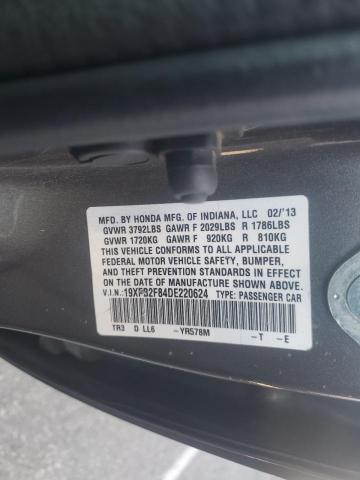 MFD. BY HONDA MFG. OF INDIANA, LLC 02/'13
GVWR 3792LBS GAWR F 2029LBS R 1786LBS
GVWR 1720KG GAWR F 920KG R 810KG
THIS VEHICLE CONFORMS TO ALL APPLICABLE
FEDERAL MOTOR VEHICLE SAFETY, BUMPER,
AND THEFT PREVENTION STANDARDS IN EFFECT
ON THE DATE OF MANUFACTURE SHOWN ABOVE.
V.I.N.: 19XFB2F84DE220624 TYPE: PASSENGER CAR
TR3 D LL6 -YR578M -T -E